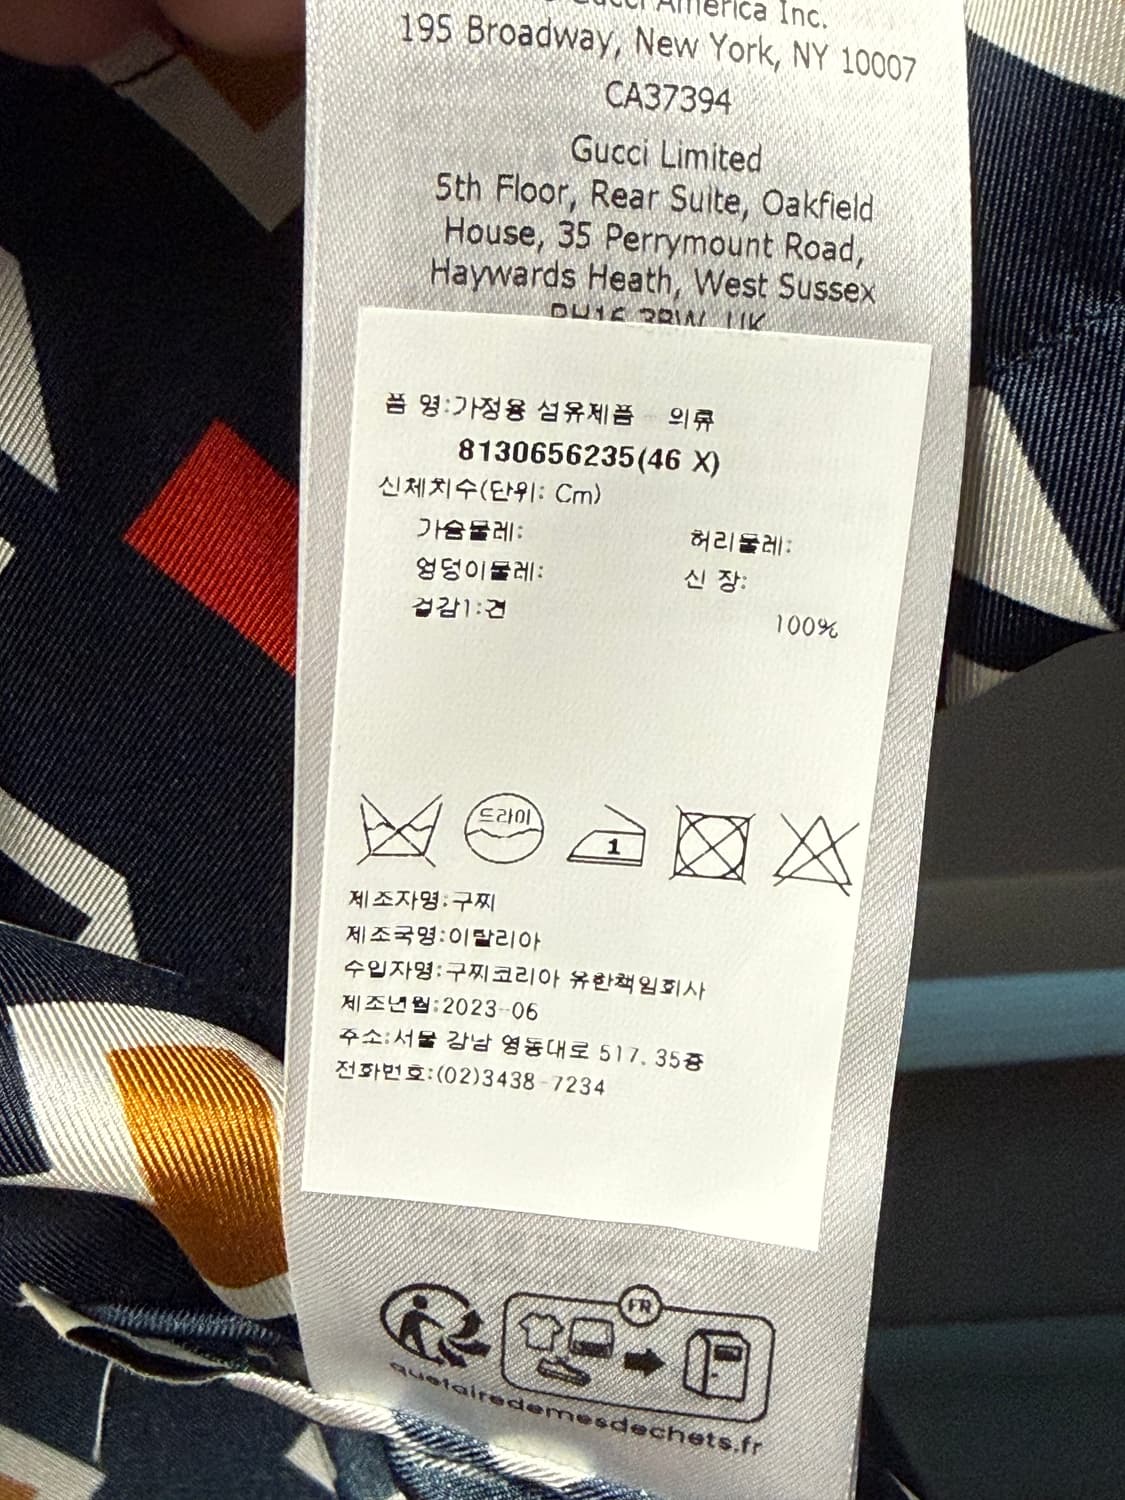 Gucci America Inc.
195 Broadway, New York, NY 10007
CA37394
Gucci Limited
5th Floor, Rear Suite, Oakfield
House, 35 Perrymount Road,
Haywards Heath, West Sussex
RH16 3BW, UK
품 명:가정용 섬유제품 - 의류
8130656235(46 X)
신체치수(단위: Cm)
가슴둘레: 허리둘레:
엉덩이둘레: 신 장:
겉감1:견 100%
드라이
1
제조자명:구찌
제조국명:이탈리아
수입자명:구찌코리아 유한책임회사
제조년월:2023-06
주소:서울 강남 영동대로 517. 35층
전화번호:(02)3438-7234
FR
quefairedemesdechets.fr